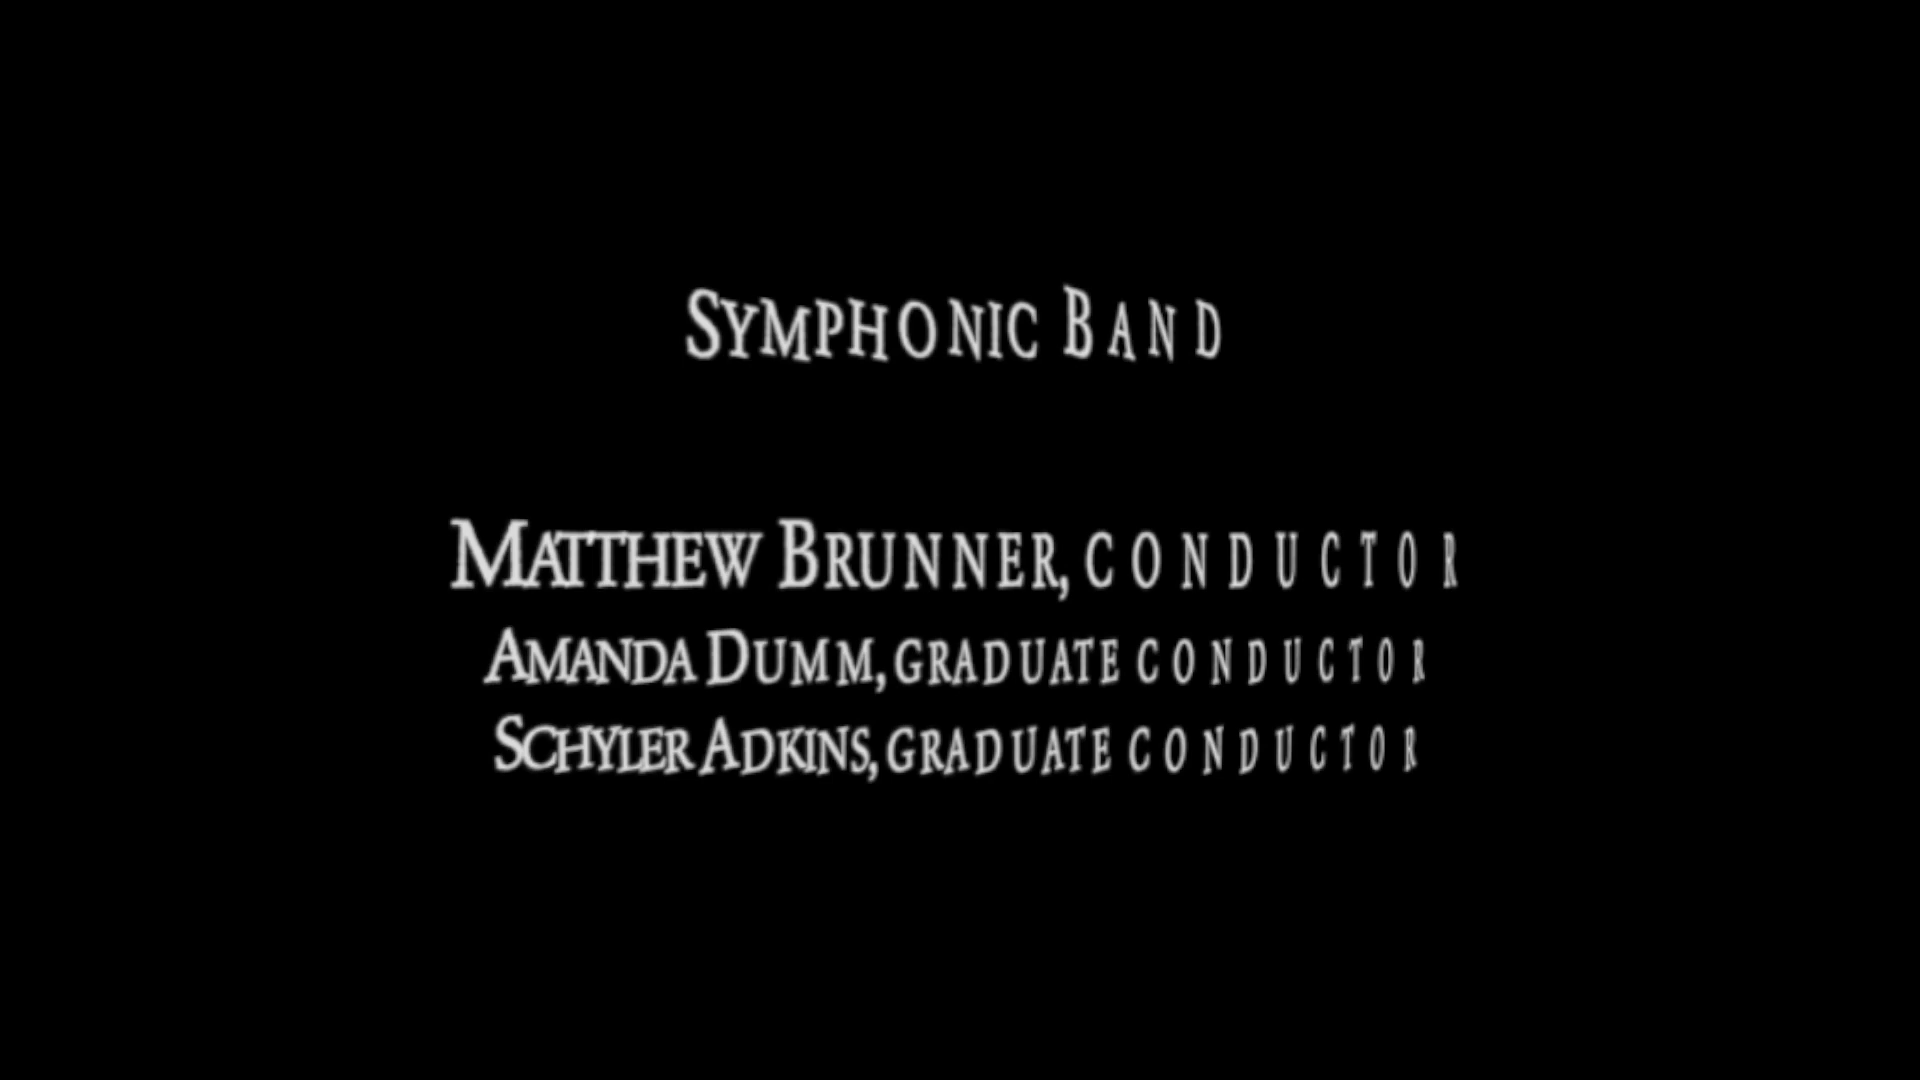 Symphonic Band
Matthew Brunner, conductor
Amanda Dumm, graduate conductor
Schyler Adkins, graduate conductor